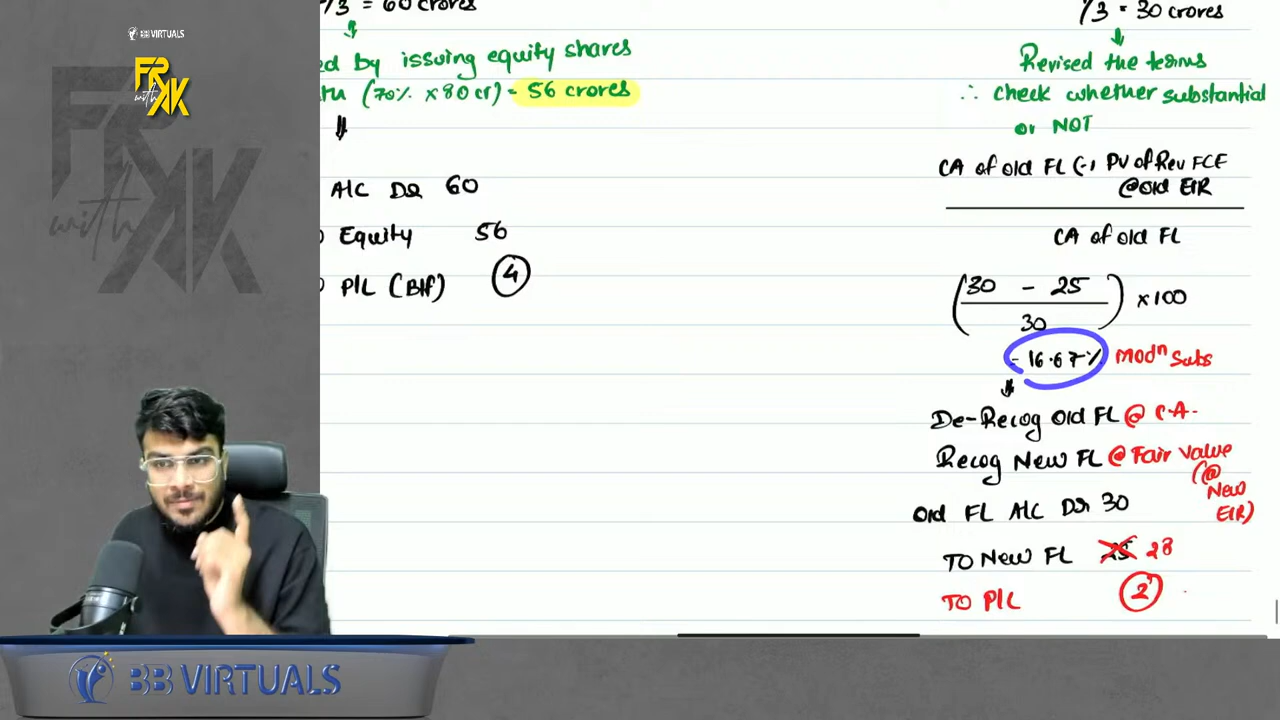 BB VIRTUALS
FR
with
AK
FR
with AK
/3 = 60 crores
ed By issuing equity shares
(70% x 80 cr) - 56 crores
A/C Dr 60
Equity 56
P/L (B/f) 4
/3 = 30 crores
Revised the terms
∴ check whether substantial
or NOT
CA of old FL (-) PV of Rev FCF
@old EIR
CA of old FL
(30 - 25
30) x100
= 16.67% Modⁿ Subs
De-Recog Old FL @ C.A.
Recog New FL @ Fair value
(@
New
EIR)
Old FL A/C Dr 30
TO New FL 25 28
TO P/L 2
BB VIRTUALS